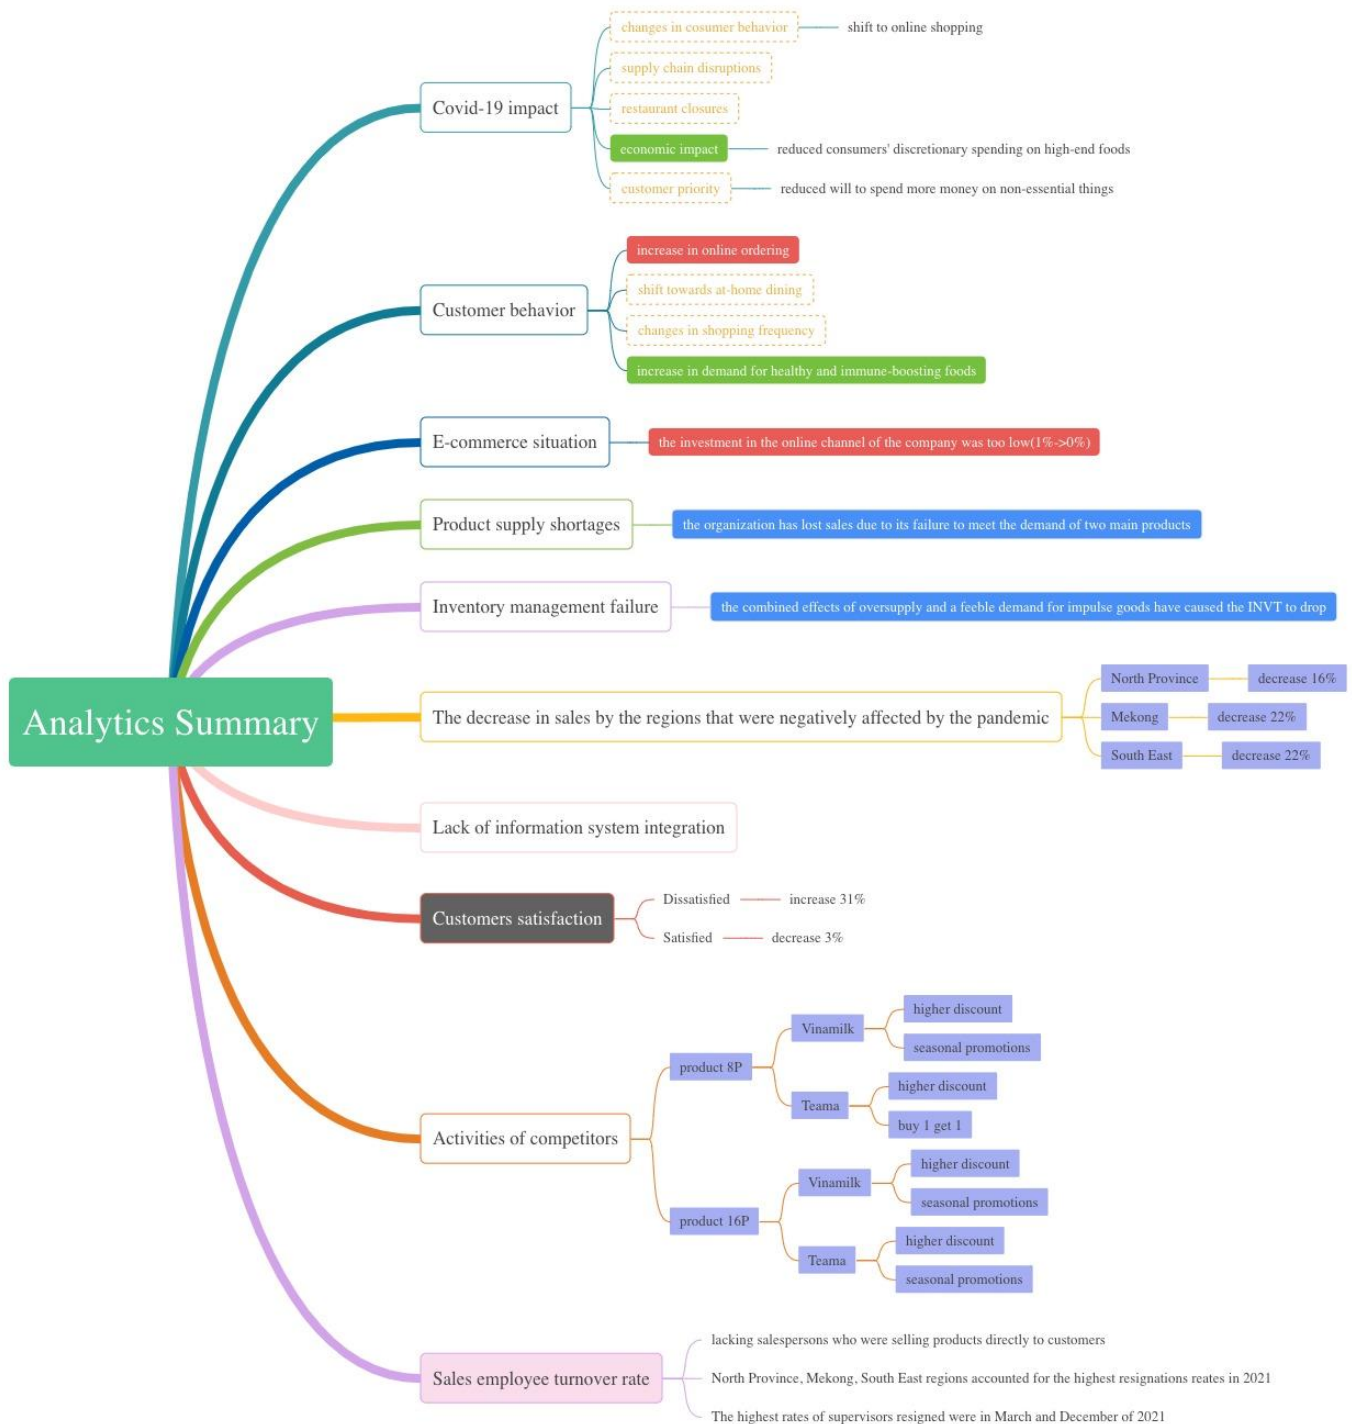 Analytics Summary
Covid-19 impact
changes in cosumer behavior
shift to online shopping
supply chain disruptions
restaurant closures
economic impact
reduced consumers' discretionary spending on high-end foods
customer priority
reduced will to spend more money on non-essential things
Customer behavior
increase in online ordering
shift towards at-home dining
changes in shopping frequency
increase in demand for healthy and immune-boosting foods
E-commerce situation
the investment in the online channel of the company was too low(1%->0%)
Product supply shortages
the organization has lost sales due to its failure to meet the demand of two main products
Inventory management failure
the combined effects of oversupply and a feeble demand for impulse goods have caused the INVT to drop
The decrease in sales by the regions that were negatively affected by the pandemic
North Province
decrease 16%
Mekong
decrease 22%
South East
decrease 22%
Lack of information system integration
Customers satisfaction
Dissatisfied
increase 31%
Satisfied
decrease 3%
Activities of competitors
product 8P
Vinamilk
higher discount
seasonal promotions
Teama
higher discount
buy 1 get 1
product 16P
Vinamilk
higher discount
seasonal promotions
Teama
higher discount
seasonal promotions
Sales employee turnover rate
lacking salespersons who were selling products directly to customers
North Province, Mekong, South East regions accounted for the highest resignations reates in 2021
The highest rates of supervisors resigned were in March and December of 2021